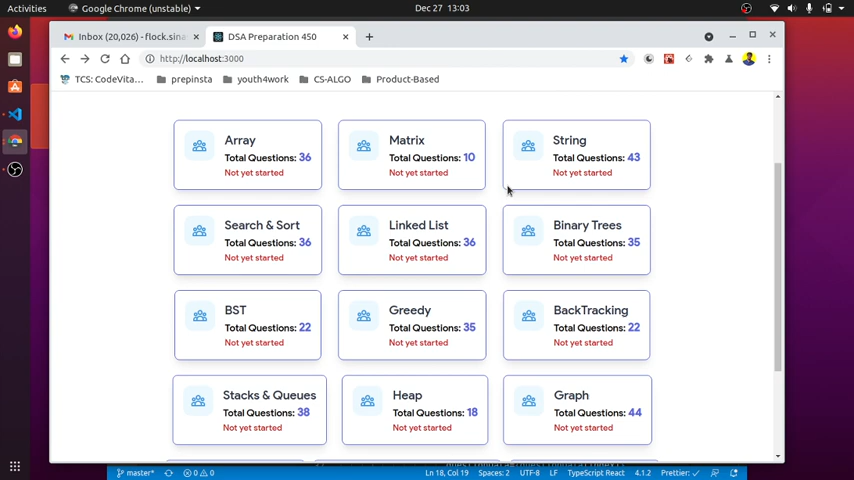 Activities
Google Chrome (unstable)
Dec 27 13:03
Inbox (20,026) - flock.sina
DSA Preparation 450
http://localhost:3000
TCS: CodeVita...
prepinsta
youth4work
CS-ALGO
Product-Based
Array
Total Questions: 36
Not yet started
Matrix
Total Questions: 10
Not yet started
String
Total Questions: 43
Not yet started
Search & Sort
Total Questions: 36
Not yet started
Linked List
Total Questions: 36
Not yet started
Binary Trees
Total Questions: 35
Not yet started
BST
Total Questions: 22
Not yet started
Greedy
Total Questions: 35
Not yet started
BackTracking
Total Questions: 22
Not yet started
Stacks & Queues
Total Questions: 38
Not yet started
Heap
Total Questions: 18
Not yet started
Graph
Total Questions: 44
Not yet started
master*
0
0
Ln 18, Col 19
Spaces: 2
UTF-8
LF
TypeScript React
4.1.2
Prettier: ✓